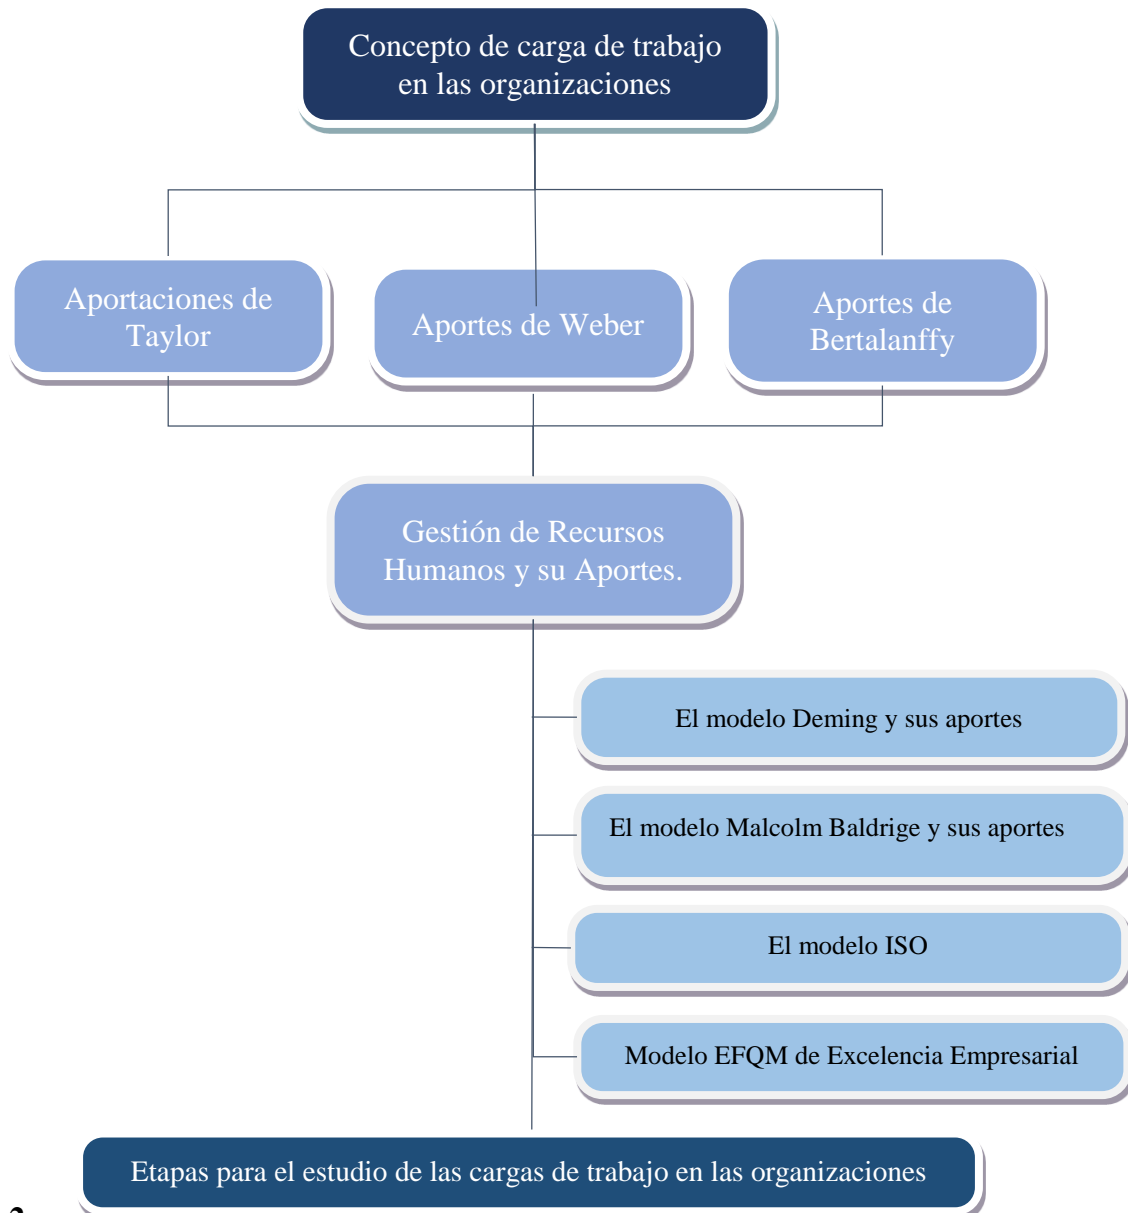 Concepto de carga de trabajo
en las organizaciones
Aportaciones de
Taylor
Aportes de Weber
Aportes de
Bertalanffy
Gestión de Recursos
Humanos y su Aportes.
El modelo Deming y sus aportes
El modelo Malcolm Baldrige y sus aportes
El modelo ISO
Modelo EFQM de Excelencia Empresarial
Etapas para el estudio de las cargas de trabajo en las organizaciones